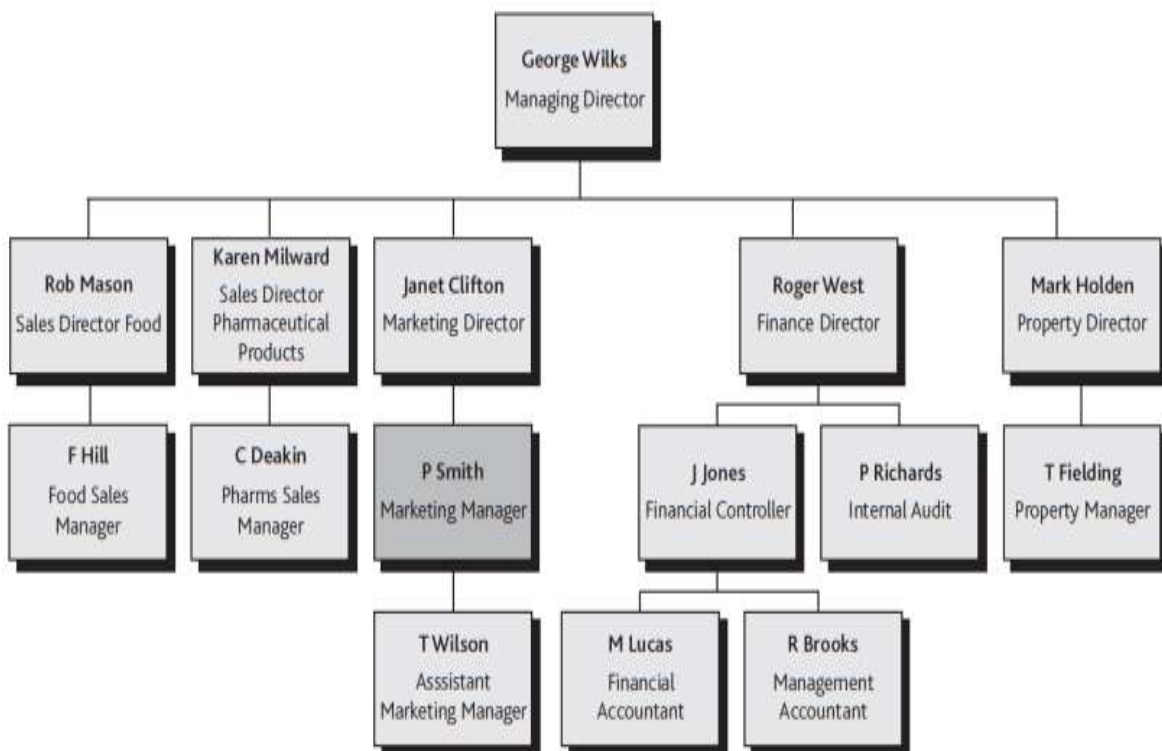 George Wilks
Managing Director
Rob Mason
Sales Director Food
Karen Milward
Sales Director
Pharmaceutical
Products
Janet Clifton
Marketing Director
Roger West
Finance Director
Mark Holden
Property Director
F Hill
Food Sales
Manager
C Deakin
Pharms Sales
Manager
P Smith
Marketing Manager
J Jones
Financial Controller
P Richards
Internal Audit
T Fielding
Property Manager
T Wilson
Asssistant
Marketing Manager
M Lucas
Financial
Accountant
R Brooks
Management
Accountant